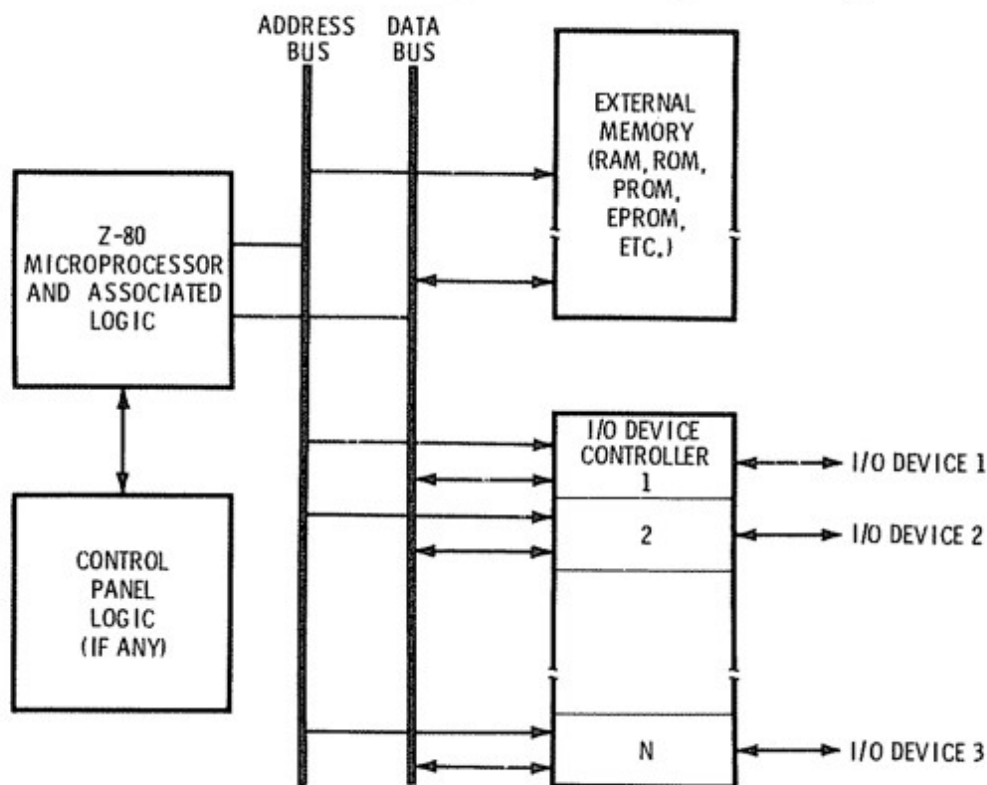 ADDRESS BUS
DATA BUS
EXTERNAL
MEMORY
(RAM, ROM,
PROM,
EPROM,
ETC.)
Z-80
MICROPROCESSOR
AND ASSOCIATED
LOGIC
CONTROL
PANEL
LOGIC
(IF ANY)
I/O DEVICE
CONTROLLER
1
I/O DEVICE 1
2
I/O DEVICE 2
N
I/O DEVICE 3